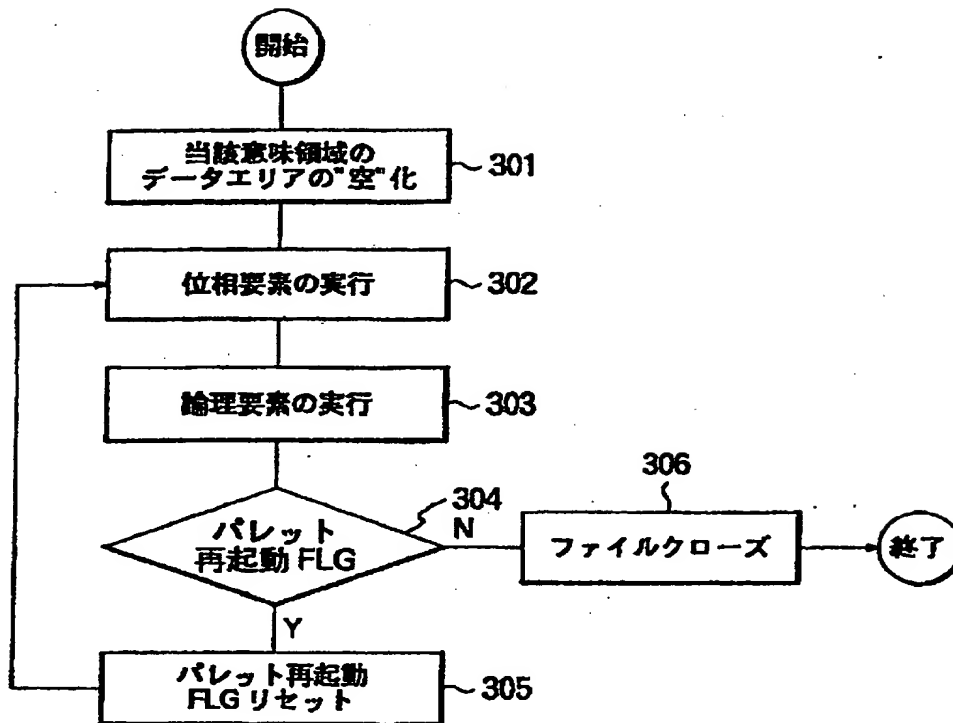 開始
当該意味領域の
データエリアの"空"化
301
位相要素の実行
302
論理要素の実行
303
304
パレット
再起動 FLG
N
306
ファイルクローズ
終了
Y
パレット再起動
FLG リセット
305